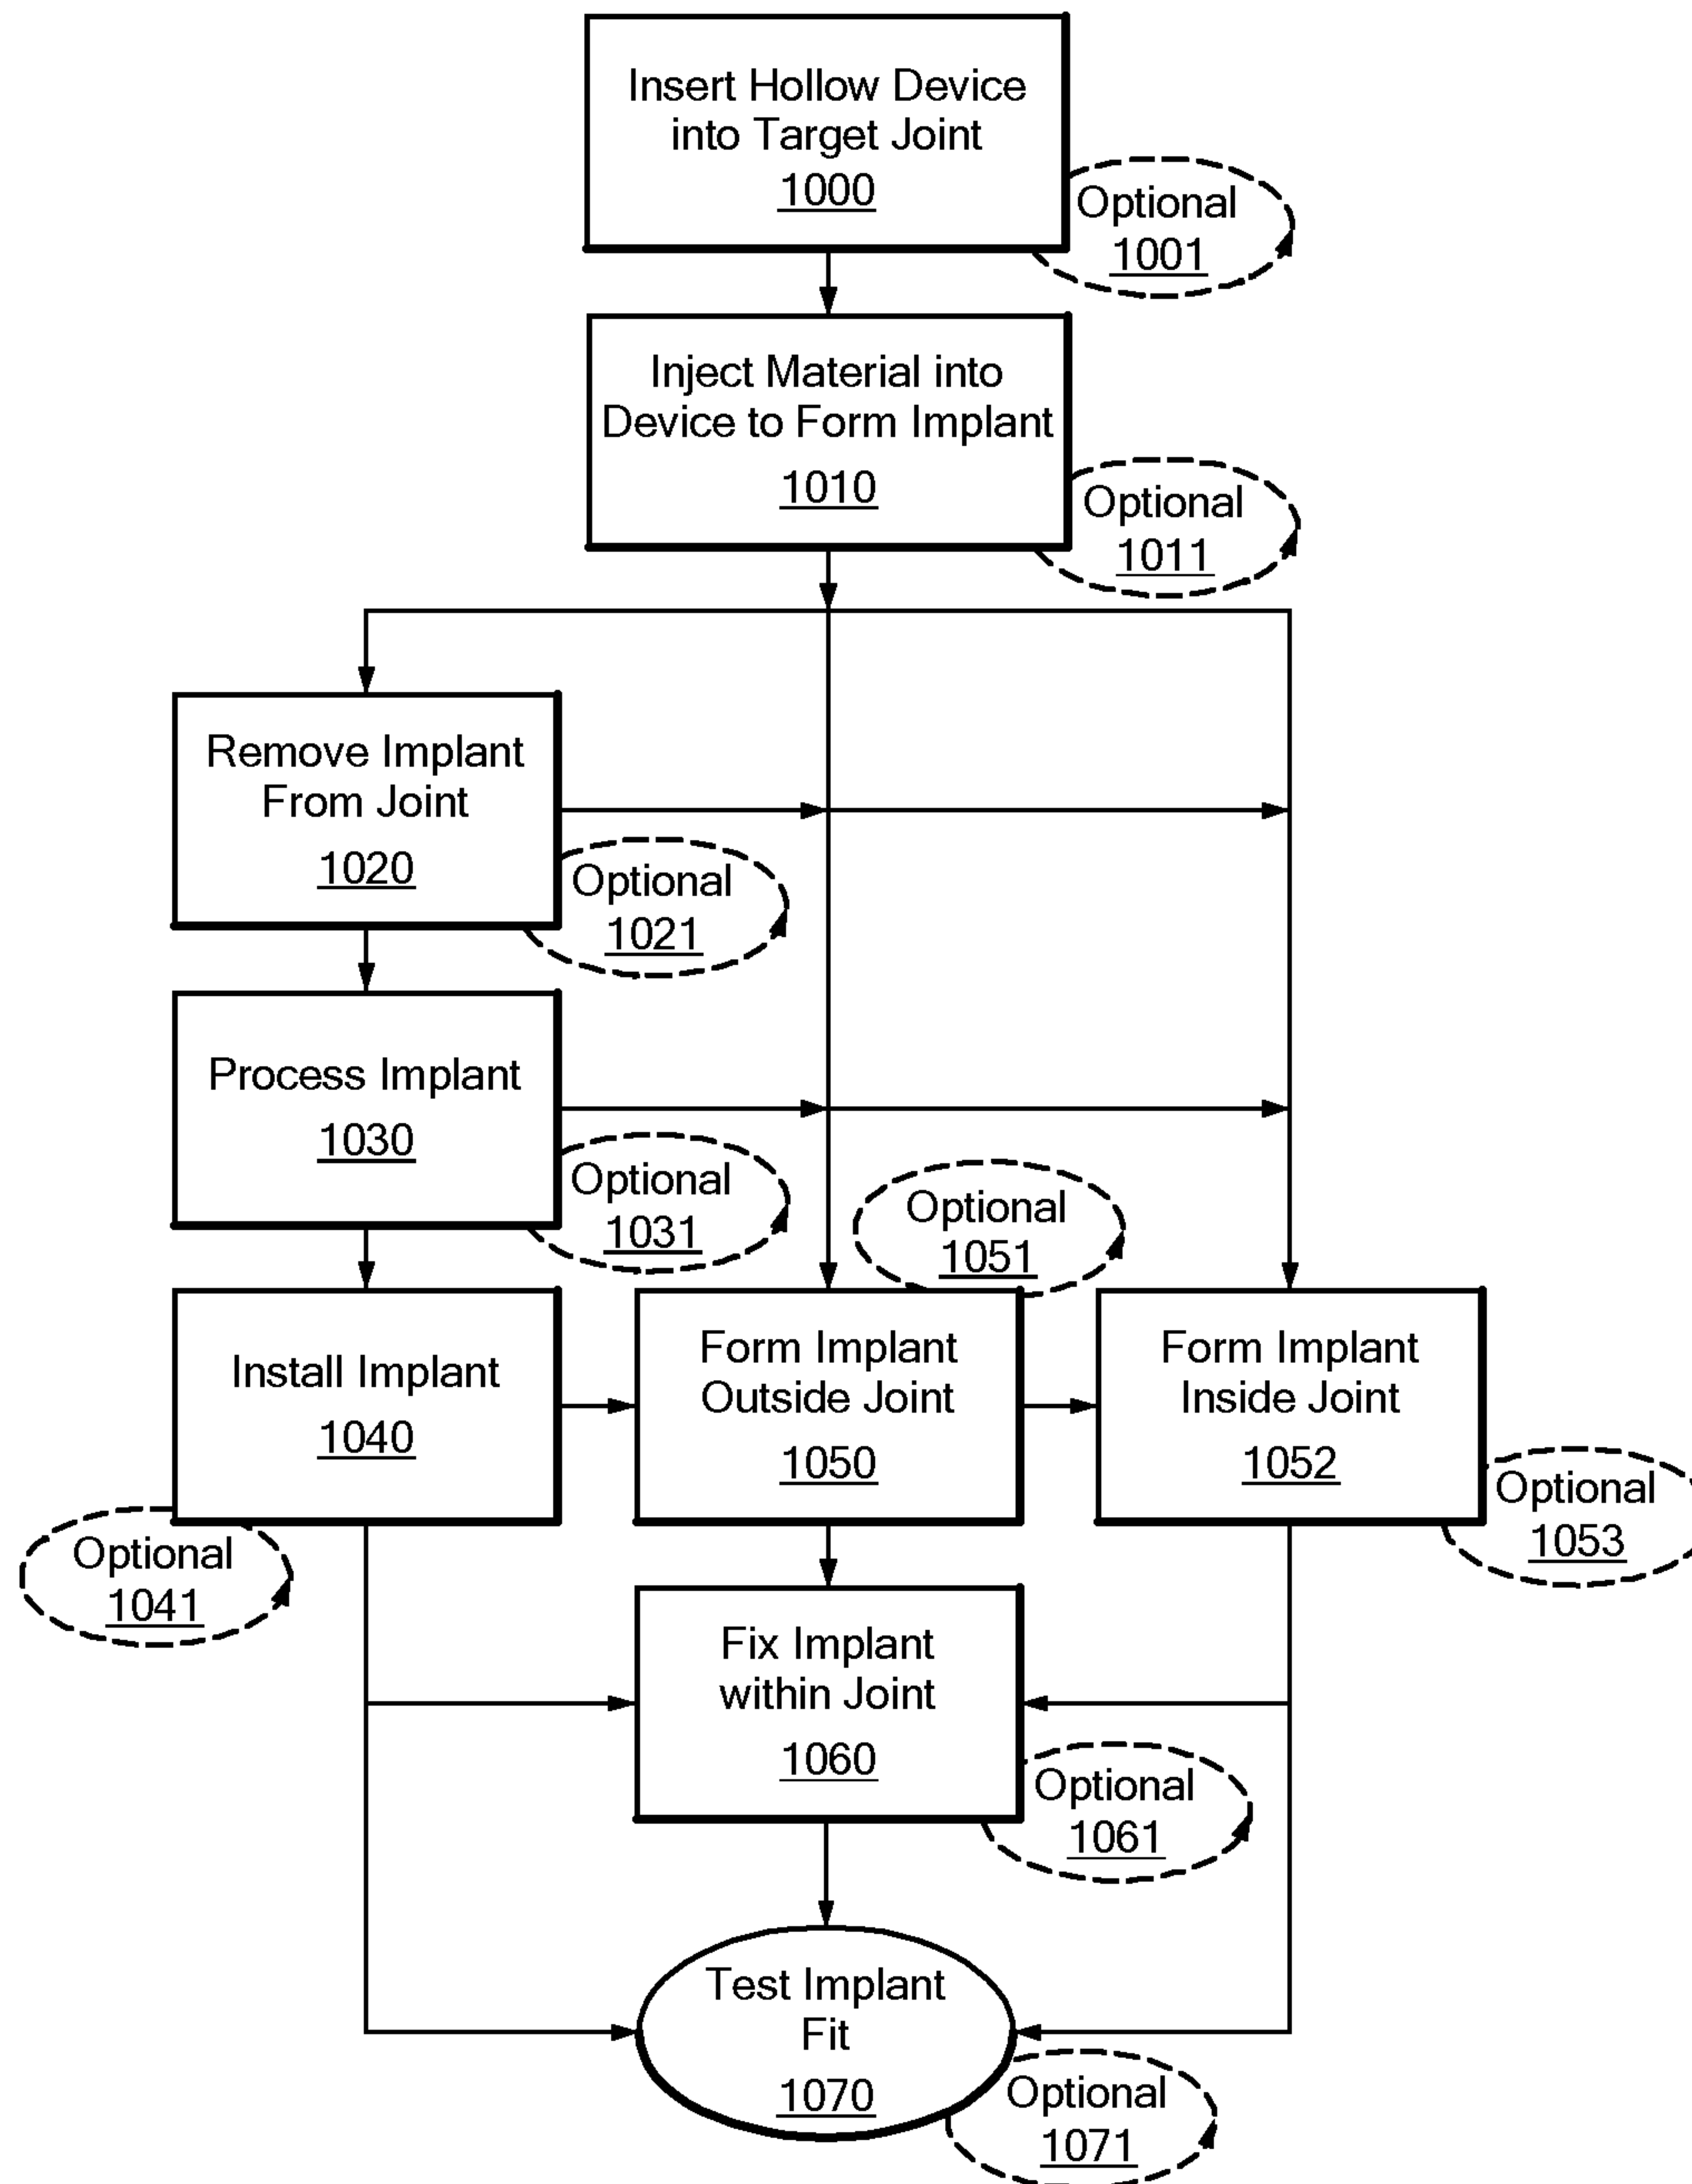 Insert Hollow Device
into Target Joint
1000
Optional
1001
Inject Material into
Device to Form Implant
1010
Optional
1011
Remove Implant
From Joint
1020
Optional
1021
Process Implant
1030
Optional
1031
Optional
1051
Install Implant
1040
Optional
1041
Form Implant
Outside Joint
1050
Form Implant
Inside Joint
1052
Optional
1053
Fix Implant
within Joint
1060
Optional
1061
Test Implant
Fit
1070
Optional
1071